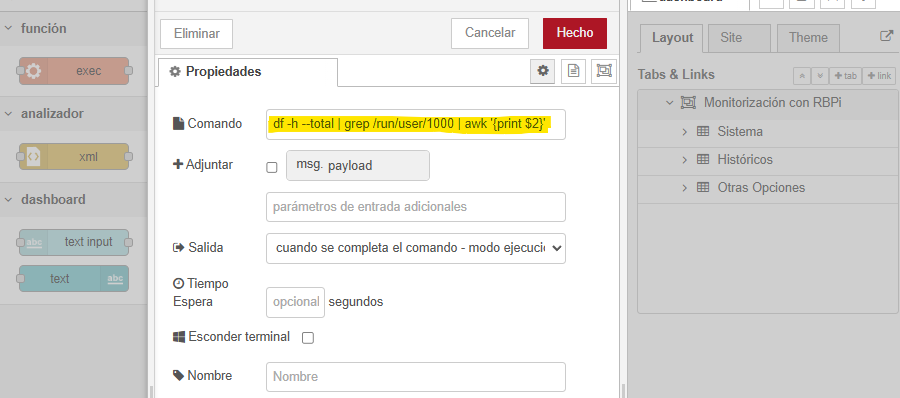 función
exec
analizador
xml
dashboard
abc text input
text abc
Eliminar
Cancelar
Hecho
Propiedades
Comando
df -h --total | grep /run/user/1000 | awk '{print $2}'
Adjuntar
msg. payload
parámetros de entrada adicionales
Salida
cuando se completa el comando - modo ejecució
Tiempo
Espera
opcional segundos
Esconder terminal
Nombre
Nombre
Layout
Site
Theme
Tabs & Links
+ tab
+ link
Monitorización con RBPi
Sistema
Históricos
Otras Opciones